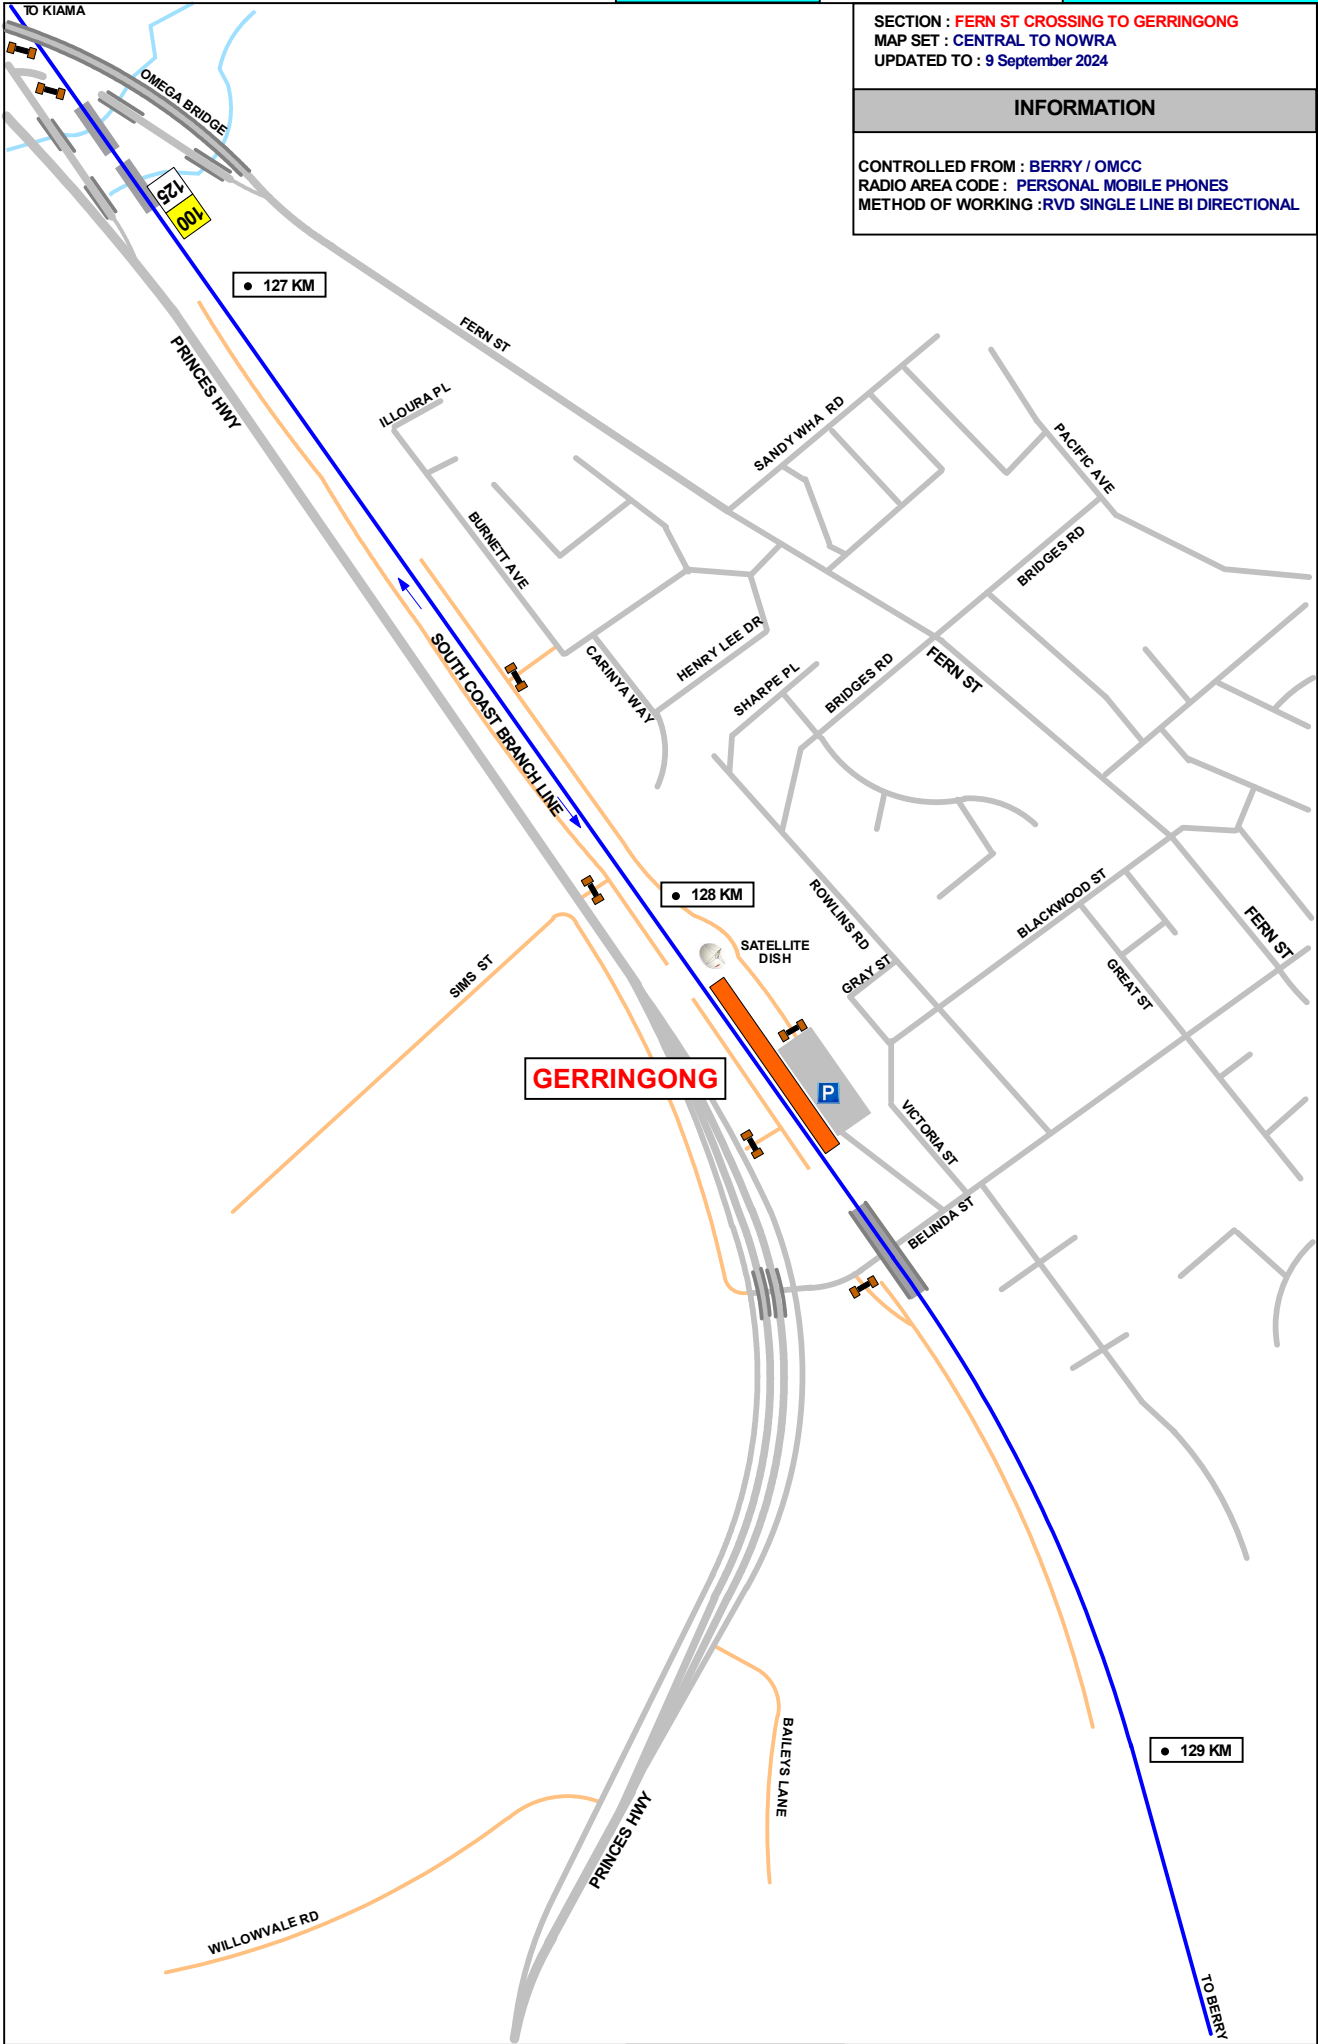 TO KIAMA
SECTION : FERN ST CROSSING TO GERRINGONG
MAP SET : CENTRAL TO NOWRA
UPDATED TO : 9 September 2024
INFORMATION
CONTROLLED FROM : BERRY / OMCC
RADIO AREA CODE : PERSONAL MOBILE PHONES
METHOD OF WORKING :RVD SINGLE LINE BI DIRECTIONAL
OMEGA BRIDGE
125
100
127 KM
FERN ST
PRINCES HWY
ILLOURA PL
SANDY WHA RD
PACIFIC AVE
BURNETT AVE
BRIDGES RD
HENRY LEE DR
CARINYA WAY
SHARPE PL
BRIDGES RD
FERN ST
SOUTH COAST BRANCH LINE
128 KM
ROWLINS RD
BLACKWOOD ST
FERN ST
SATELLITE
DISH
GRAY ST
SIMS ST
GREAT ST
GERRINGONG
P
VICTORIA ST
BELINDA ST
BAILEYS LANE
129 KM
PRINCES HWY
WILLOWVALE RD
TO BERRY